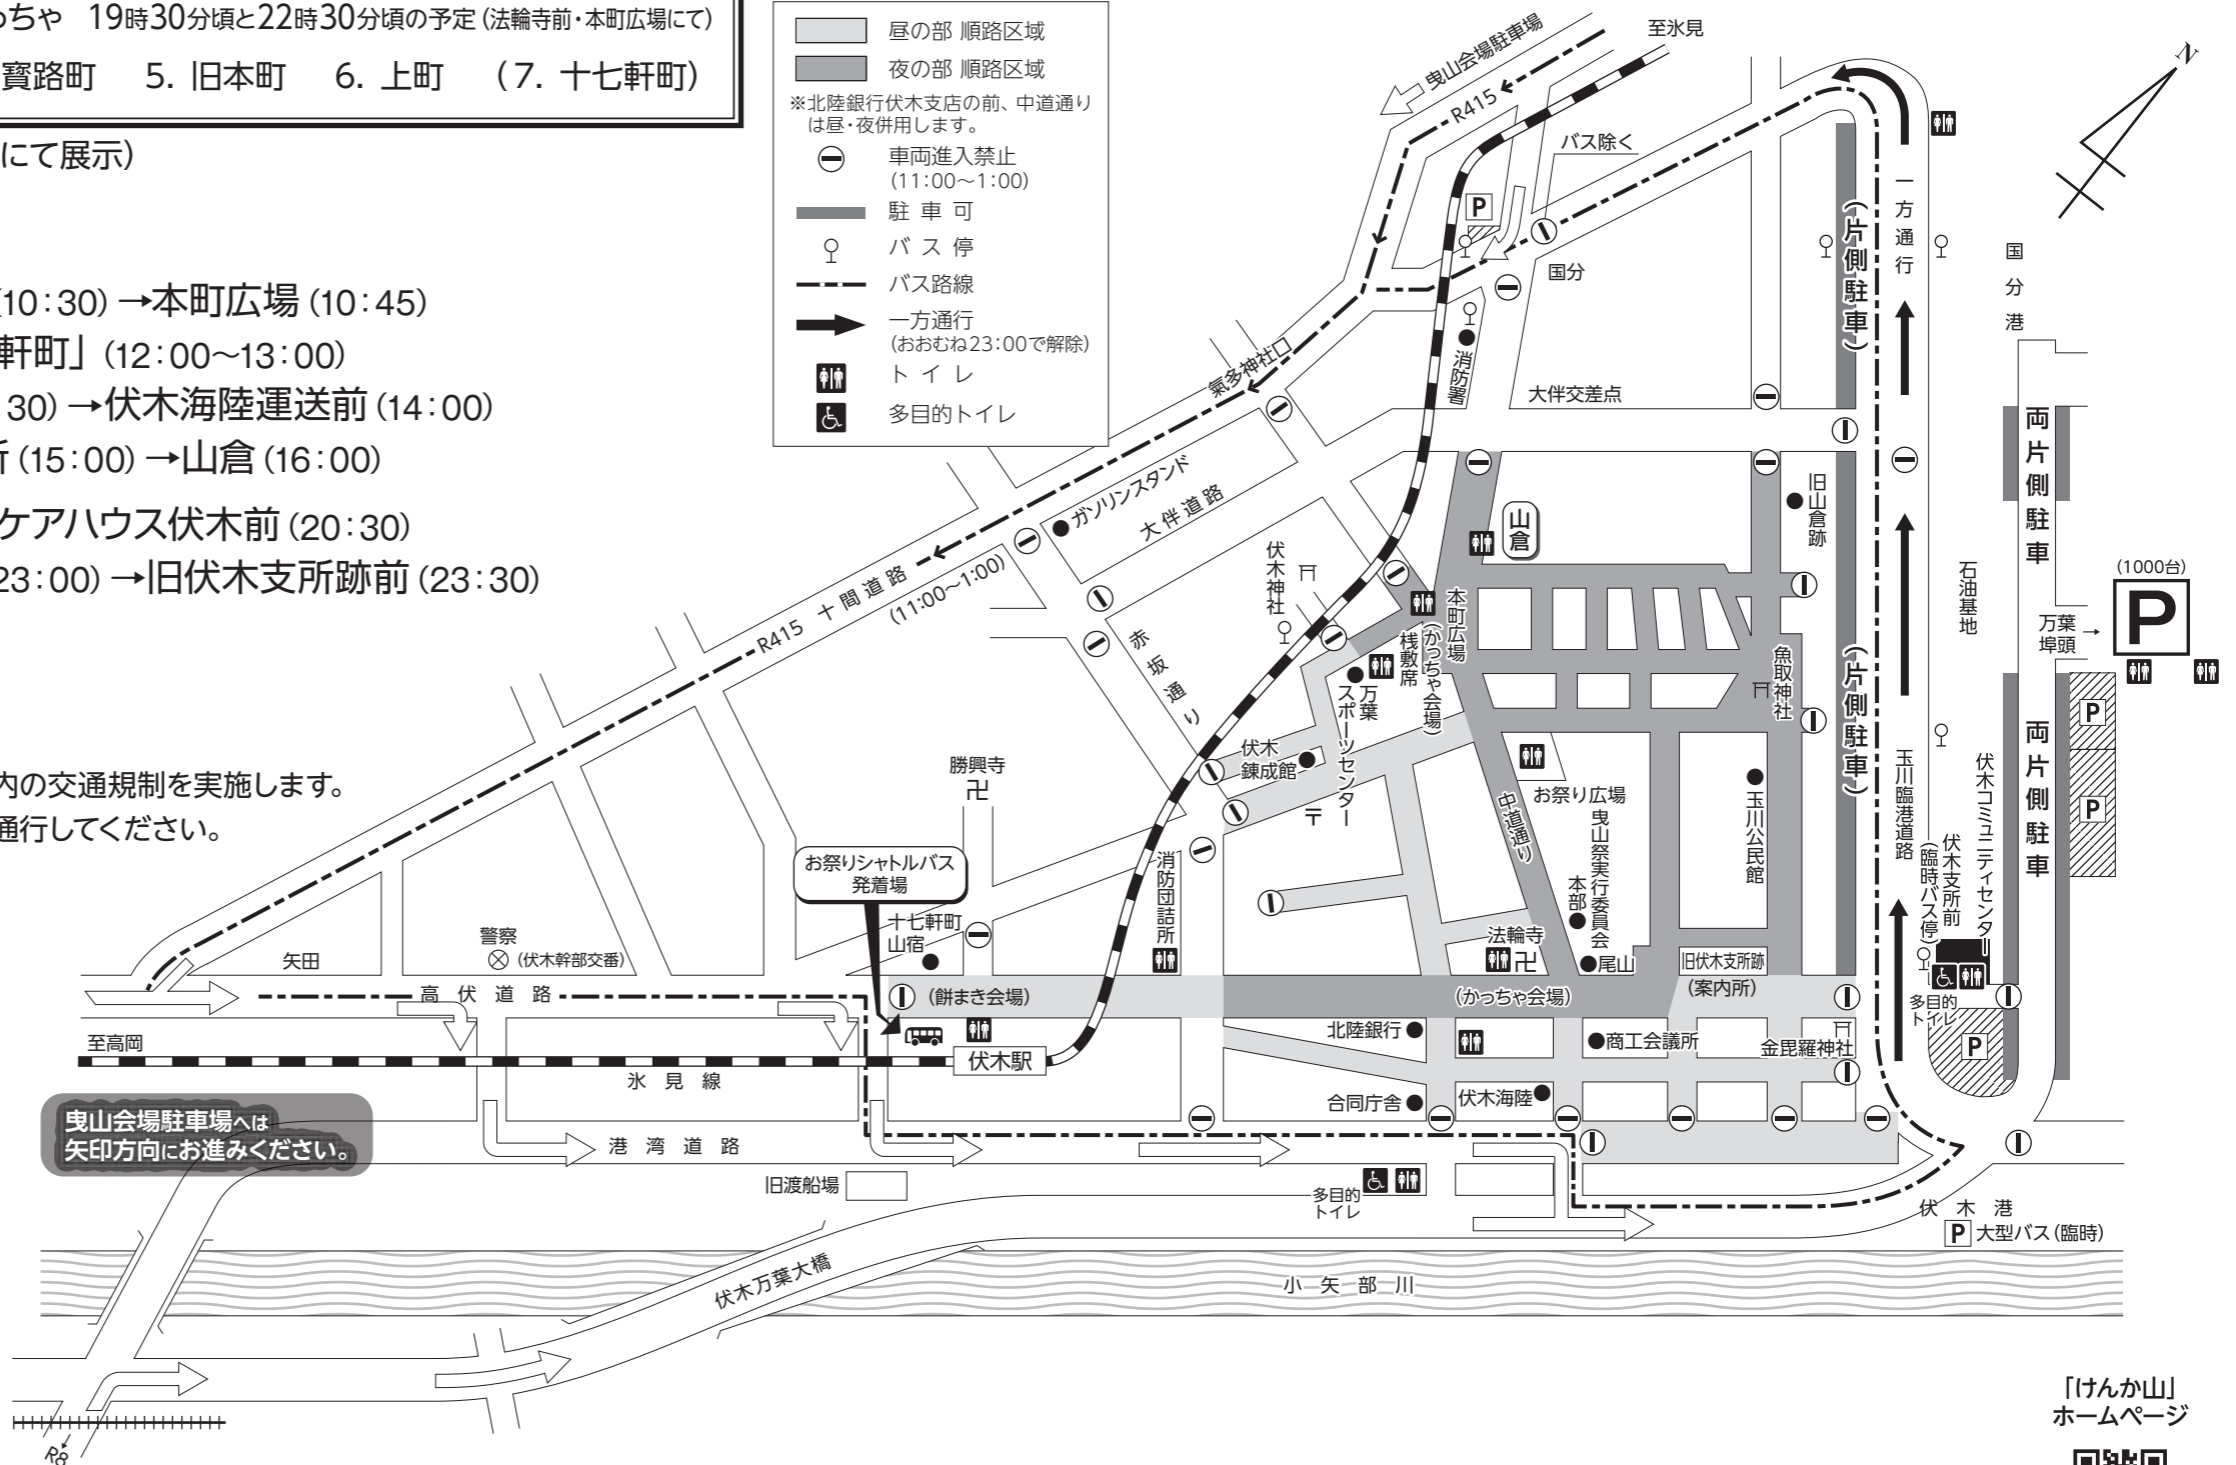 っちゃ 19時30分頃と22時30分頃の予定(法輪寺前・本町広場にて)
寳路町 5. 旧本町 6. 上町 (7. 十七軒町)
にて展示)
10:30)→本町広場(10:45)
軒町」(12:00〜13:00)
30)→伏木海陸運送前(14:00)
所(15:00)→山倉(16:00)
ケアハウス伏木前(20:30)
23:00)→旧伏木支所跡前(23:30)
内の交通規制を実施します。
通行してください。
昼の部 順路区域
夜の部 順路区域
※北陸銀行伏木支店の前、中道通り
は昼・夜併用します。
車両進入禁止
(11:00〜1:00)
駐車可
バス停
バス路線
一方通行
(おおむね23:00で解除)
トイレ
多目的トイレ
曳山会場駐車場
至氷見
R415
バス除く
P
国分
消防署
氣多神社口
大伴交差点
N
一方通行
(片側駐車)
国分港
両片側駐車
ガソリンスタンド
大伴道路
R415 十間道路
(11:00〜1:00)
赤坂通り
伏木神社
山倉
旧山倉跡
本町広場
(かっちゃ会場)
桟敷席
万葉
スポーツセンター
伏木
錬成館
〒
魚取神社
(片側駐車)
石油基地
(1000台)
P
万葉
埠頭
→
両片側駐車
P
P
お祭り広場
中道通り
曳山祭実行委員会
本部
玉川公民館
玉川臨港道路
伏木コミュニティセンター
伏木支所前
(臨時バス停)
多目的
トイレ
P
勝興寺
卍
お祭りシャトルバス
発着場
消防団詰所
十七軒町
山宿
警察
(伏木幹部交番)
矢田
高伏道路
(餅まき会場)
法輪寺
卍
尾山
旧伏木支所跡
(案内所)
(かっちゃ会場)
北陸銀行
商工会議所
金毘羅神社
至高岡
伏木駅
氷見線
合同庁舎
伏木海陸
曳山会場駐車場へは
矢印方向にお進みください。
港湾道路
旧渡船場
多目的
トイレ
伏木港
P 大型バス(臨時)
伏木万葉大橋
小矢部川
R8
「けんか山」
ホームページ